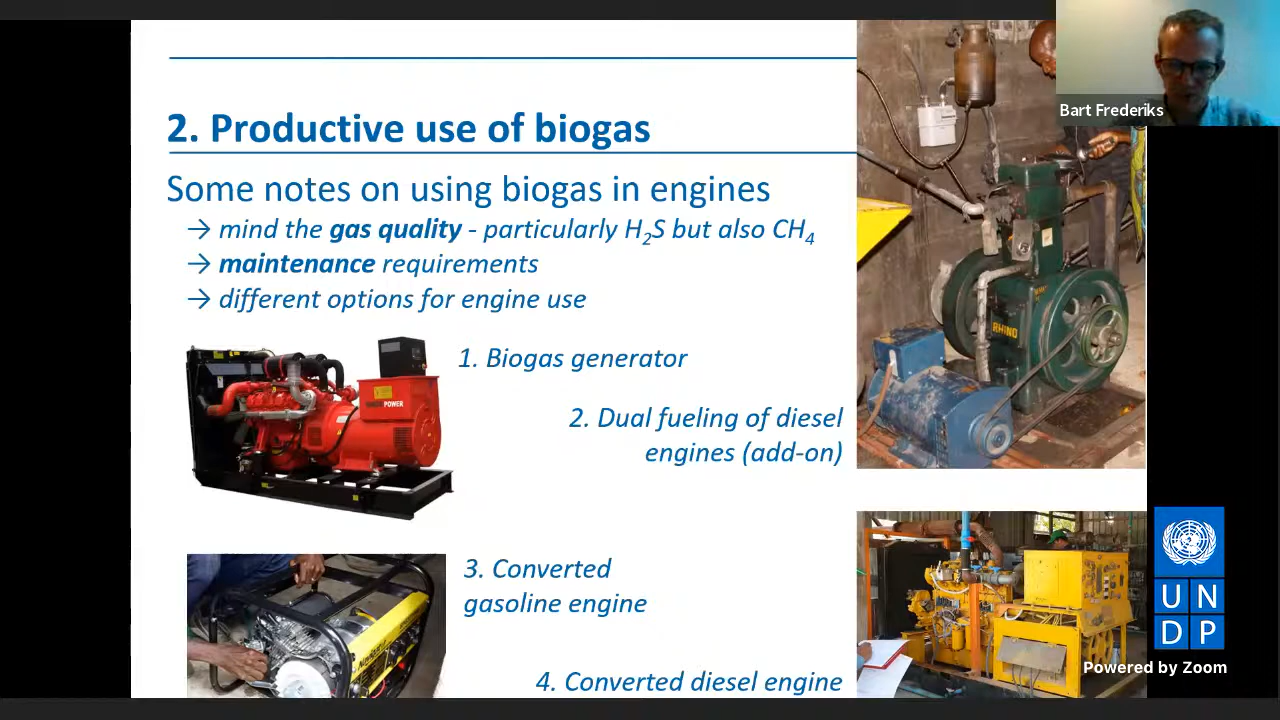 Bart Frederiks
2. Productive use of biogas
Some notes on using biogas in engines
→ mind the gas quality - particularly H₂S but also CH₄
→ maintenance requirements
→ different options for engine use
1. Biogas generator
2. Dual fueling of diesel
engines (add-on)
3. Converted
gasoline engine
4. Converted diesel engine
POWER
RHINO
U N
D P
Powered by Zoom